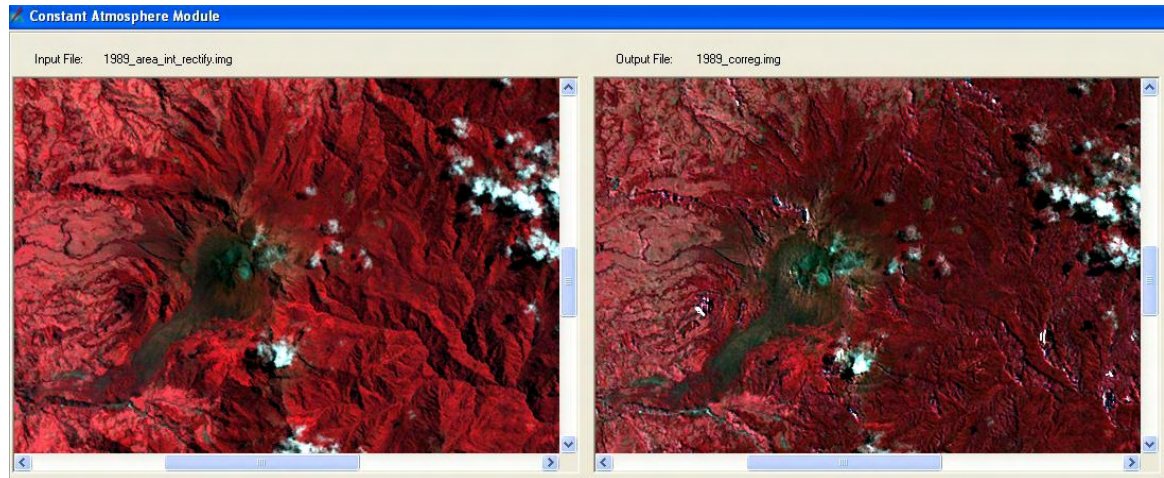 Constant Atmosphere Module
Input File: 1989_area_int_rectify.img
Output File: 1989_correg.img